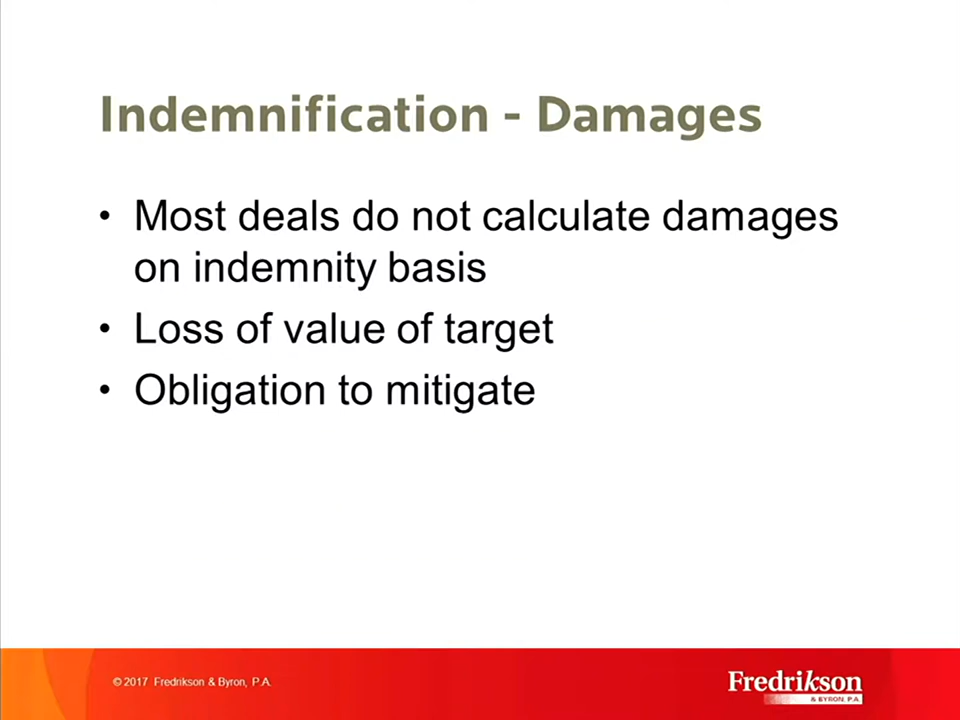 Indemnification - Damages
• Most deals do not calculate damages
on indemnity basis
• Loss of value of target
• Obligation to mitigate
© 2017 Fredrikson & Byron, P.A.
Fredrikson
& BYRON, P.A.